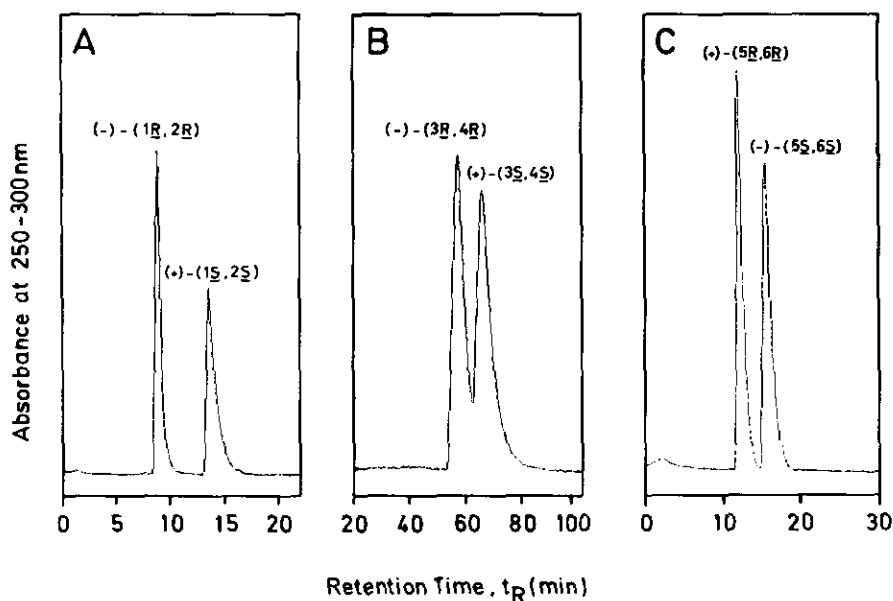 A
B
C
(+)-(5R,6R)
(-)-(1R,2R)
(-)-(3R,4R)
(-)-(5S,6S)
(+)-(3S,4S)
(+)-(1S,2S)
Absorbance at 250-300nm
0 5 10 15 20
20 40 60 80 100
0 10 20 30
Retention Time, tR(min)